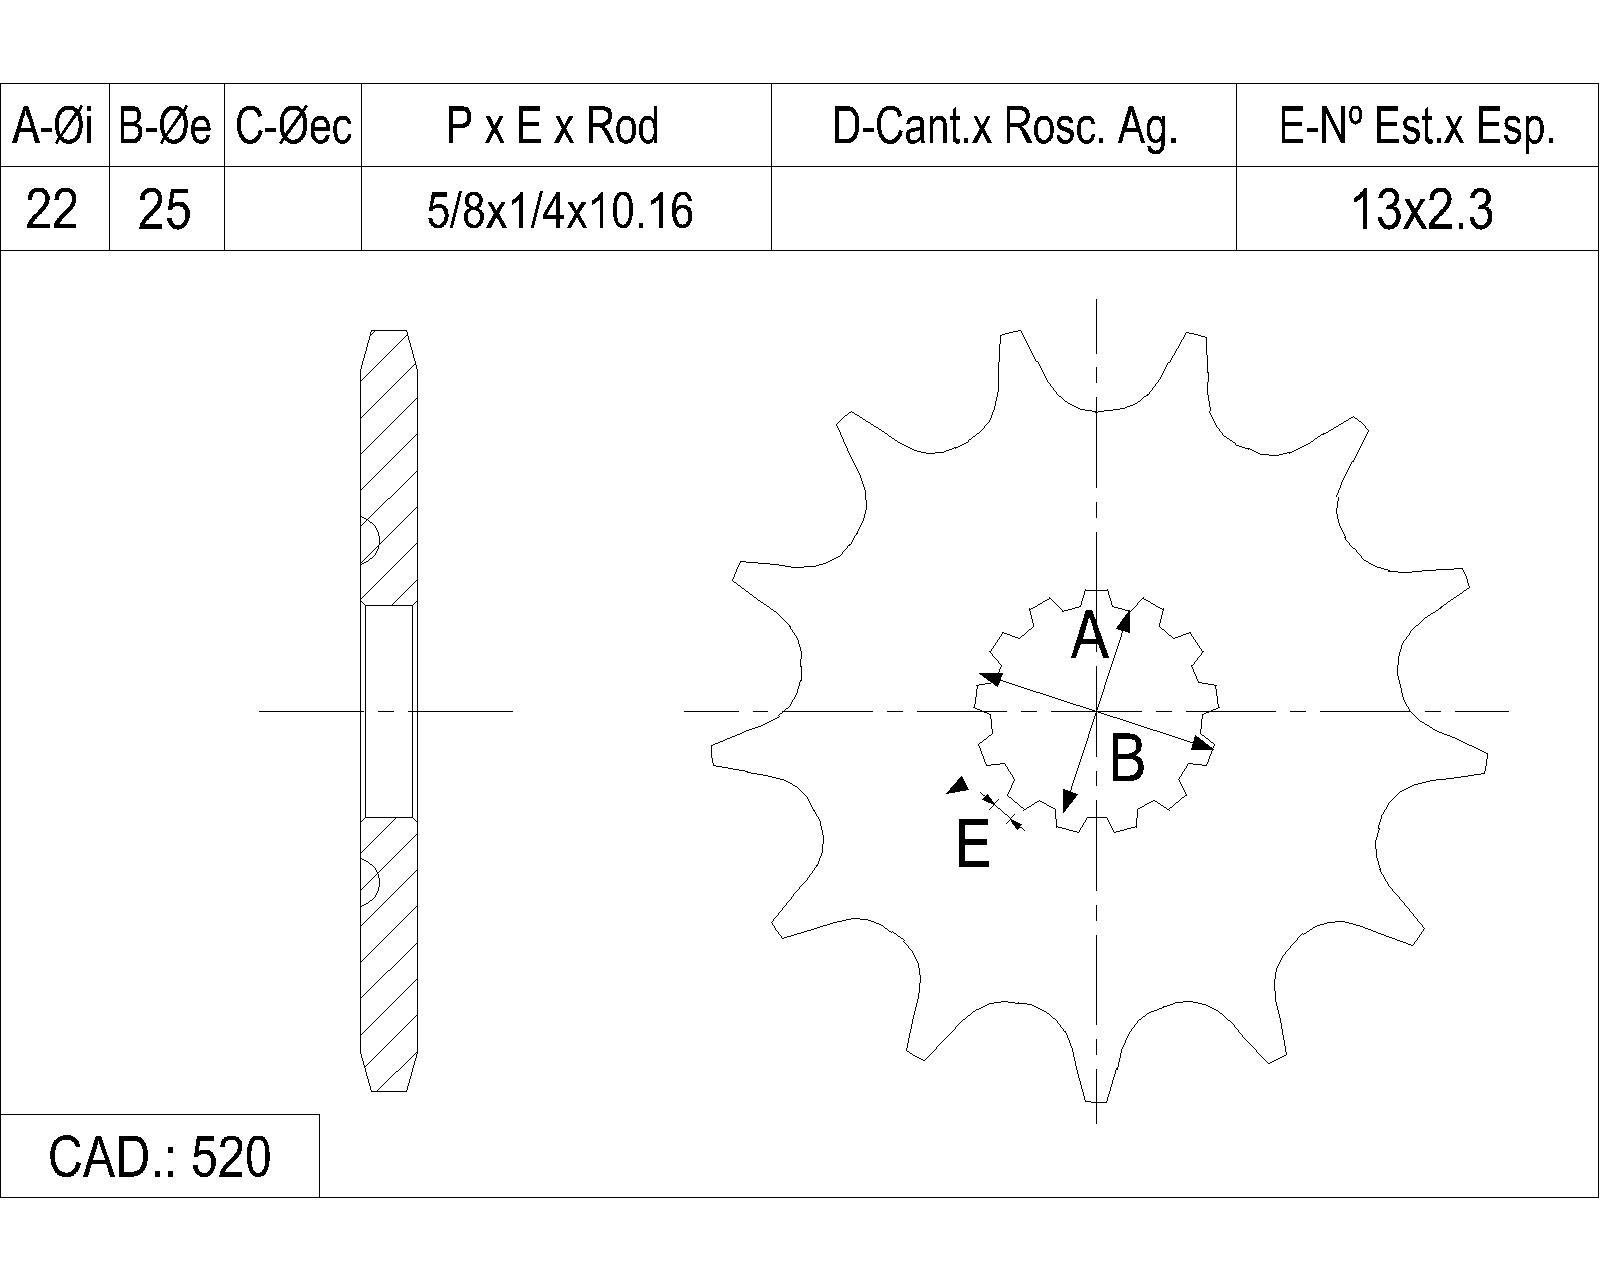 A-Øi B-Øe C-Øec P x E x Rod D-Cant.x Rosc. Ag. E-Nº Est.x Esp.
22 25 5/8x1/4x10.16 13x2.3
A
B
E
CAD.: 520